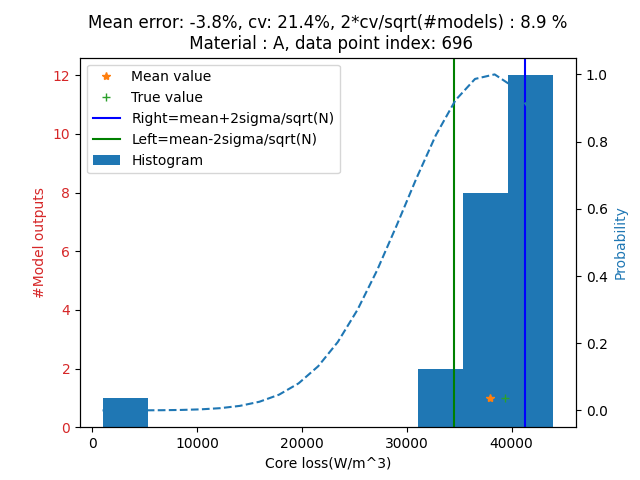 Mean error: -3.8%, cv: 21.4%, 2*cv/sqrt(#models) : 8.9 %
Material : A, data point index: 696
Mean value
True value
Right=mean+2sigma/sqrt(N)
Left=mean-2sigma/sqrt(N)
Histogram
#Model outputs
12
10
8
6
4
2
0
0 10000 20000 30000 40000
Core loss(W/m^3)
1.0
0.8
0.6
0.4
0.2
0.0
Probability